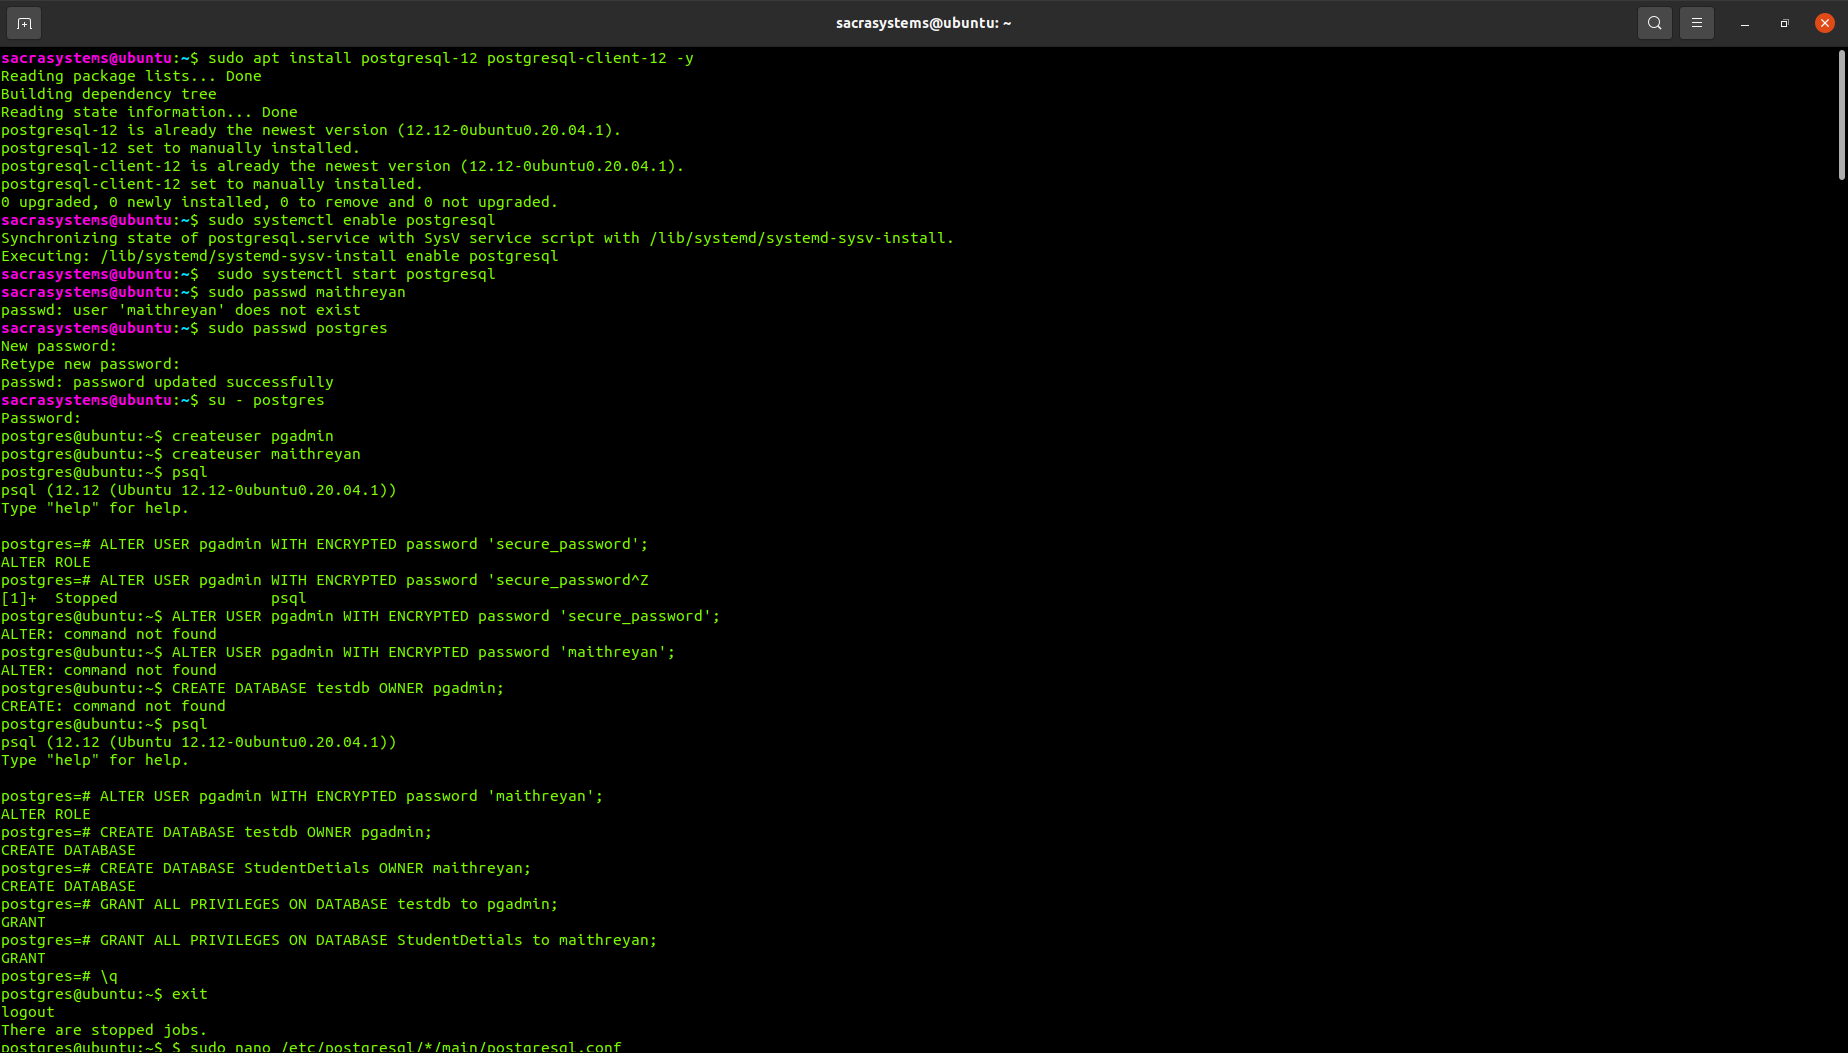 sacrasystems@ubuntu: ~
sacrasystems@ubuntu:~$ sudo apt install postgresql-12 postgresql-client-12 -y
Reading package lists... Done
Building dependency tree
Reading state information... Done
postgresql-12 is already the newest version (12.12-0ubuntu0.20.04.1).
postgresql-12 set to manually installed.
postgresql-client-12 is already the newest version (12.12-0ubuntu0.20.04.1).
postgresql-client-12 set to manually installed.
0 upgraded, 0 newly installed, 0 to remove and 0 not upgraded.
sacrasystems@ubuntu:~$ sudo systemctl enable postgresql
Synchronizing state of postgresql.service with SysV service script with /lib/systemd/systemd-sysv-install.
Executing: /lib/systemd/systemd-sysv-install enable postgresql
sacrasystems@ubuntu:~$  sudo systemctl start postgresql
sacrasystems@ubuntu:~$ sudo passwd maithreyan
passwd: user 'maithreyan' does not exist
sacrasystems@ubuntu:~$ sudo passwd postgres
New password:
Retype new password:
passwd: password updated successfully
sacrasystems@ubuntu:~$ su - postgres
Password:
postgres@ubuntu:~$ createuser pgadmin
postgres@ubuntu:~$ createuser maithreyan
postgres@ubuntu:~$ psql
psql (12.12 (Ubuntu 12.12-0ubuntu0.20.04.1))
Type "help" for help.
postgres=# ALTER USER pgadmin WITH ENCRYPTED password 'secure_password';
ALTER ROLE
postgres=# ALTER USER pgadmin WITH ENCRYPTED password 'secure_password^Z
[1]+  Stopped                 psql
postgres@ubuntu:~$ ALTER USER pgadmin WITH ENCRYPTED password 'secure_password';
ALTER: command not found
postgres@ubuntu:~$ ALTER USER pgadmin WITH ENCRYPTED password 'maithreyan';
ALTER: command not found
postgres@ubuntu:~$ CREATE DATABASE testdb OWNER pgadmin;
CREATE: command not found
postgres@ubuntu:~$ psql
psql (12.12 (Ubuntu 12.12-0ubuntu0.20.04.1))
Type "help" for help.
postgres=# ALTER USER pgadmin WITH ENCRYPTED password 'maithreyan';
ALTER ROLE
postgres=# CREATE DATABASE testdb OWNER pgadmin;
CREATE DATABASE
postgres=# CREATE DATABASE StudentDetials OWNER maithreyan;
CREATE DATABASE
postgres=# GRANT ALL PRIVILEGES ON DATABASE testdb to pgadmin;
GRANT
postgres=# GRANT ALL PRIVILEGES ON DATABASE StudentDetials to maithreyan;
GRANT
postgres=# \q
postgres@ubuntu:~$ exit
logout
There are stopped jobs.
postgres@ubuntu:~$ $ sudo nano /etc/postgresql/*/main/postgresql.conf